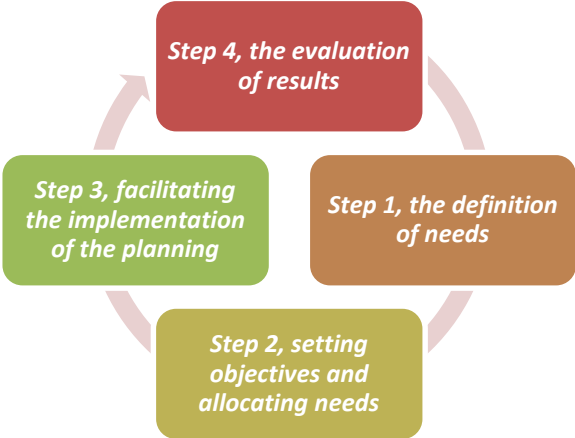 Step 4, the evaluation
of results
Step 3, facilitating
the implementation
of the planning
Step 1, the definition
of needs
Step 2, setting
objectives and
allocating needs